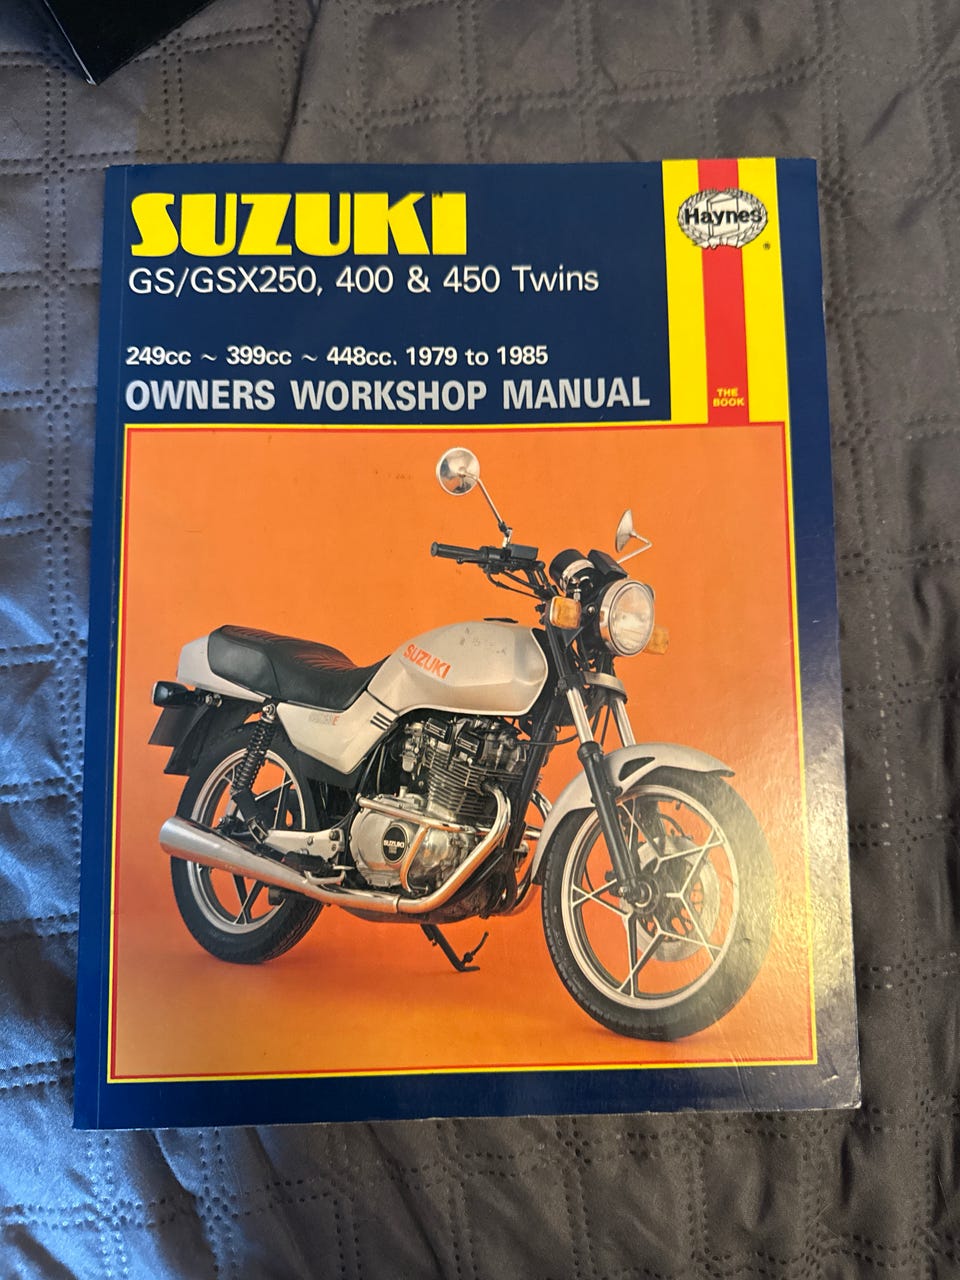 SUZUKI
GS/GSX250, 400 & 450 Twins
249cc ~ 399cc ~ 448cc. 1979 to 1985
OWNERS WORKSHOP MANUAL
Haynes
®
THE
BOOK
SUZUKI
SUZUKI